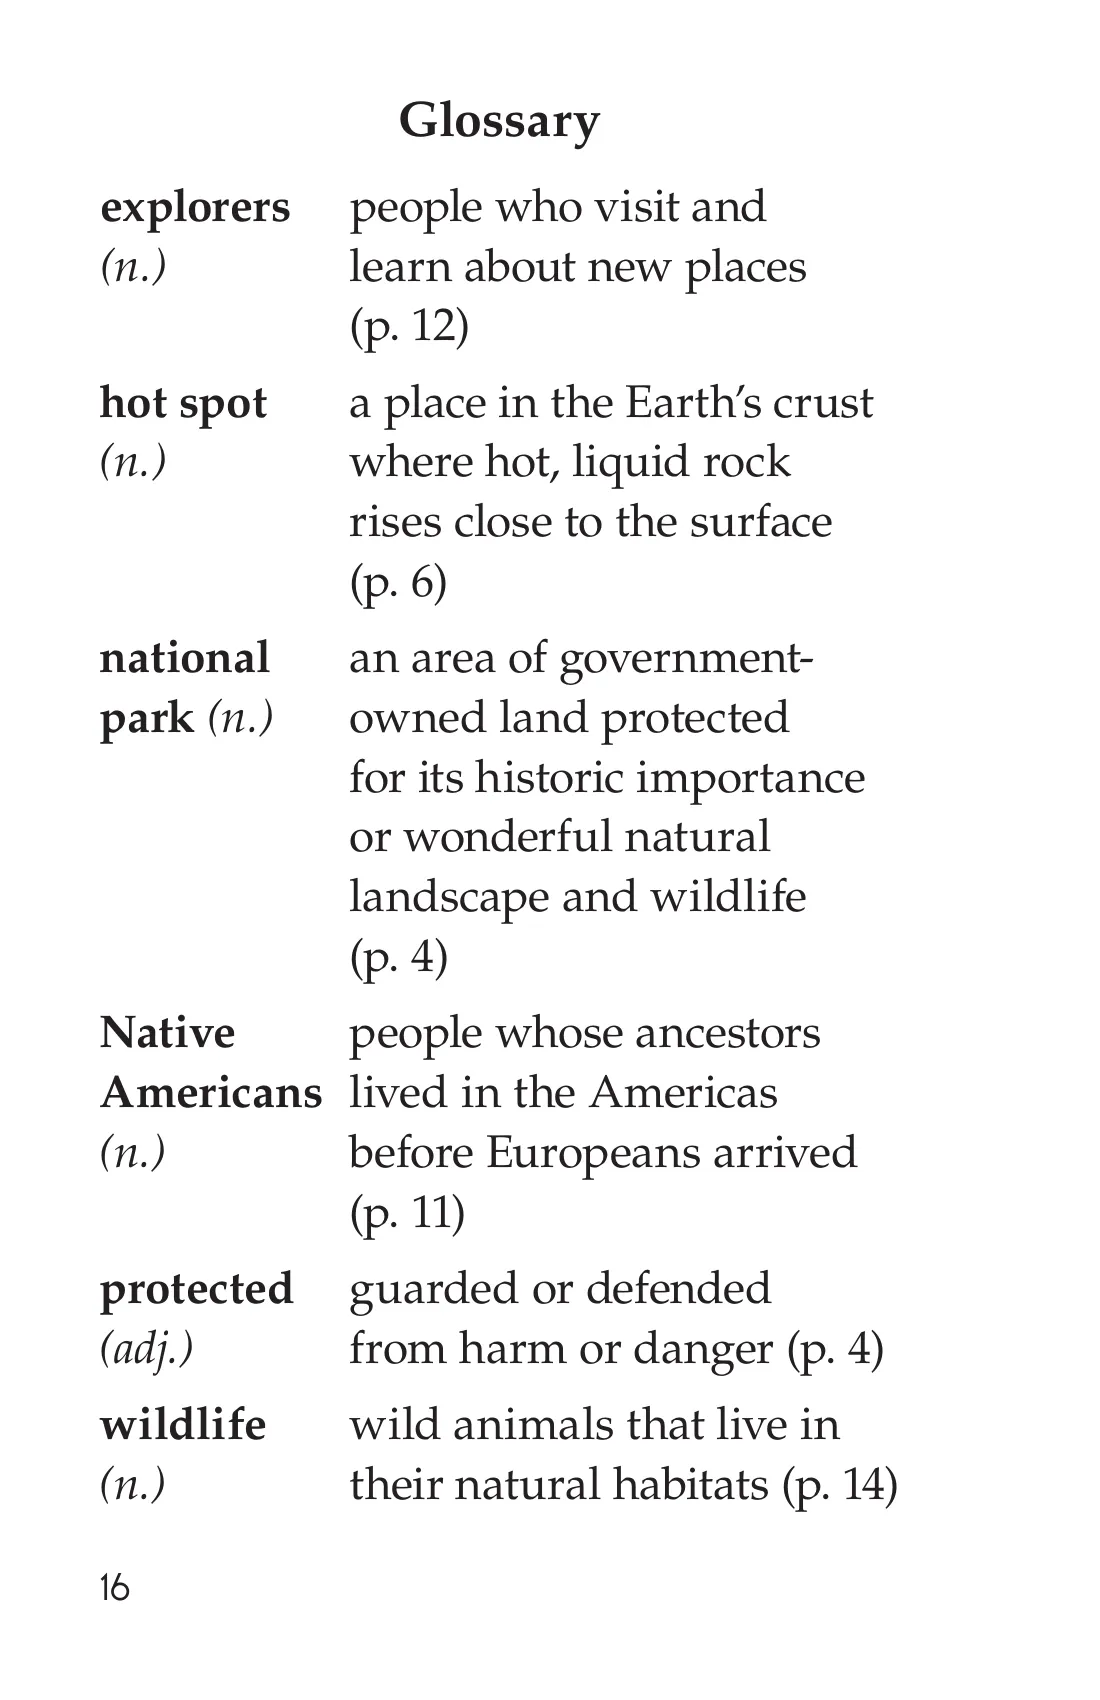 Glossary
explorers people who visit and
(n.) learn about new places
(p. 12)
hot spot a place in the Earth’s crust
(n.) where hot, liquid rock
rises close to the surface
(p. 6)
national an area of government-
park (n.) owned land protected
for its historic importance
or wonderful natural
landscape and wildlife
(p. 4)
Native people whose ancestors
Americans lived in the Americas
(n.) before Europeans arrived
(p. 11)
protected guarded or defended
(adj.) from harm or danger (p. 4)
wildlife wild animals that live in
(n.) their natural habitats (p. 14)
16